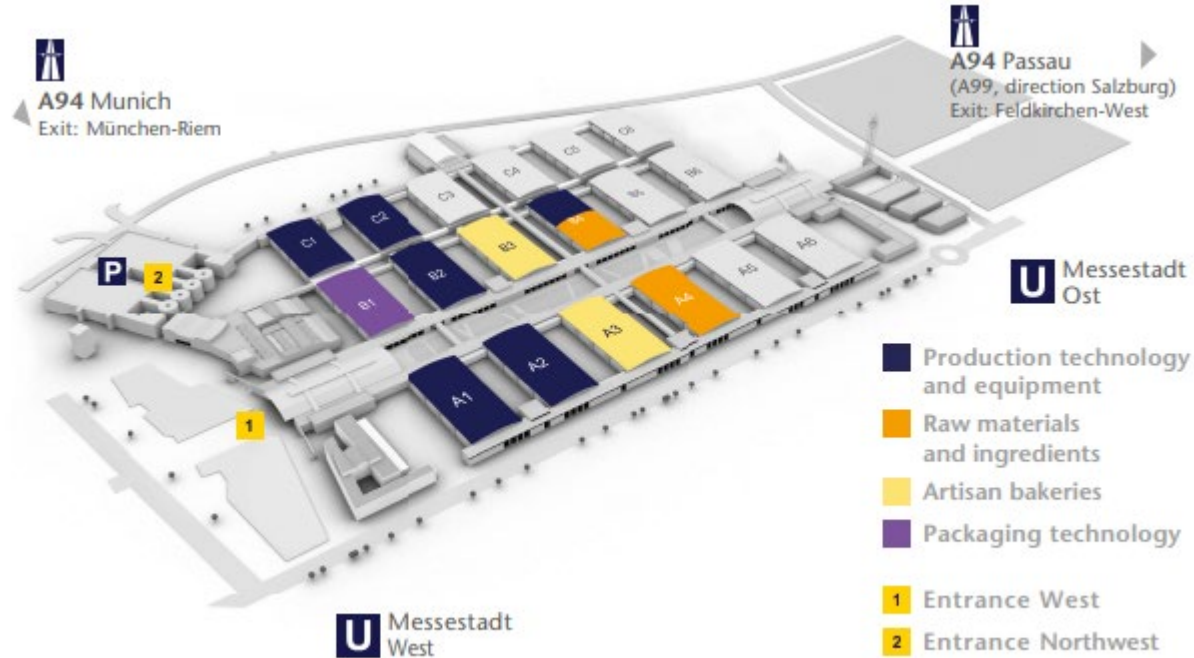 A94 Munich
Exit: München-Riem
A94 Passau
(A99, direction Salzburg)
Exit: Feldkirchen-West
C6
C5
C4
C3
C2
C1
B6
B5
B4
B3
B2
B1
A6
A5
A4
A3
A2
A1
P
2
1
U Messestadt
Ost
Production technology
and equipment
Raw materials
and ingredients
Artisan bakeries
Packaging technology
1 Entrance West
2 Entrance Northwest
U Messestadt
West